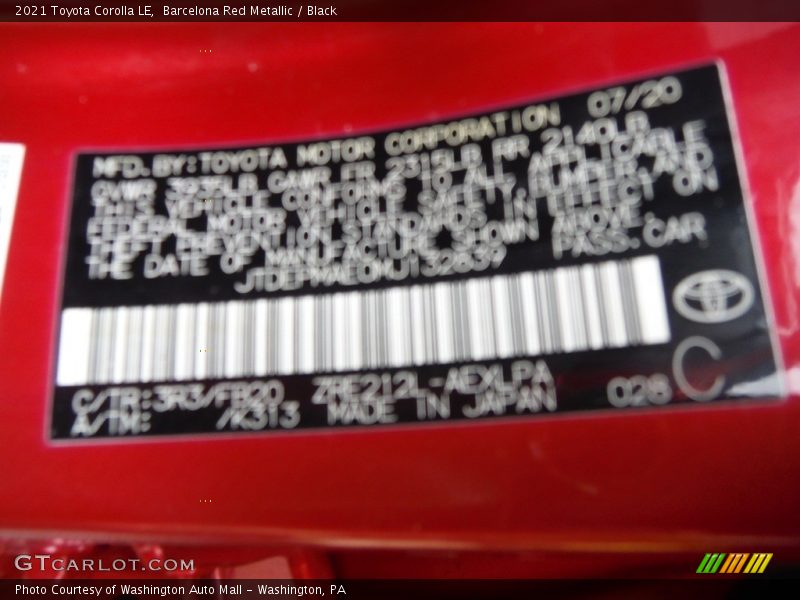 2021 Toyota Corolla LE, Barcelona Red Metallic / Black
MFD. BY: TOYOTA MOTOR CORPORATION 07/20
GVWR LB GAWR FR 2315LB RR 2140LB
THIS VEHICLE CONFORMS TO ALL APPLICABLE
FEDERAL MOTOR VEHICLE SAFETY, BUMPER, AND
THEFT PREVENTION STANDARDS IN EFFECT ON
THE DATE OF MANUFACTURE SHOWN ABOVE.
PASS. CAR
C/TR:3R3/FB20 ZRE212L-AEXLPA
A/TM: /K313 MADE IN JAPAN 028
C
GTCARLOT.COM
Photo Courtesy of Washington Auto Mall - Washington, PA